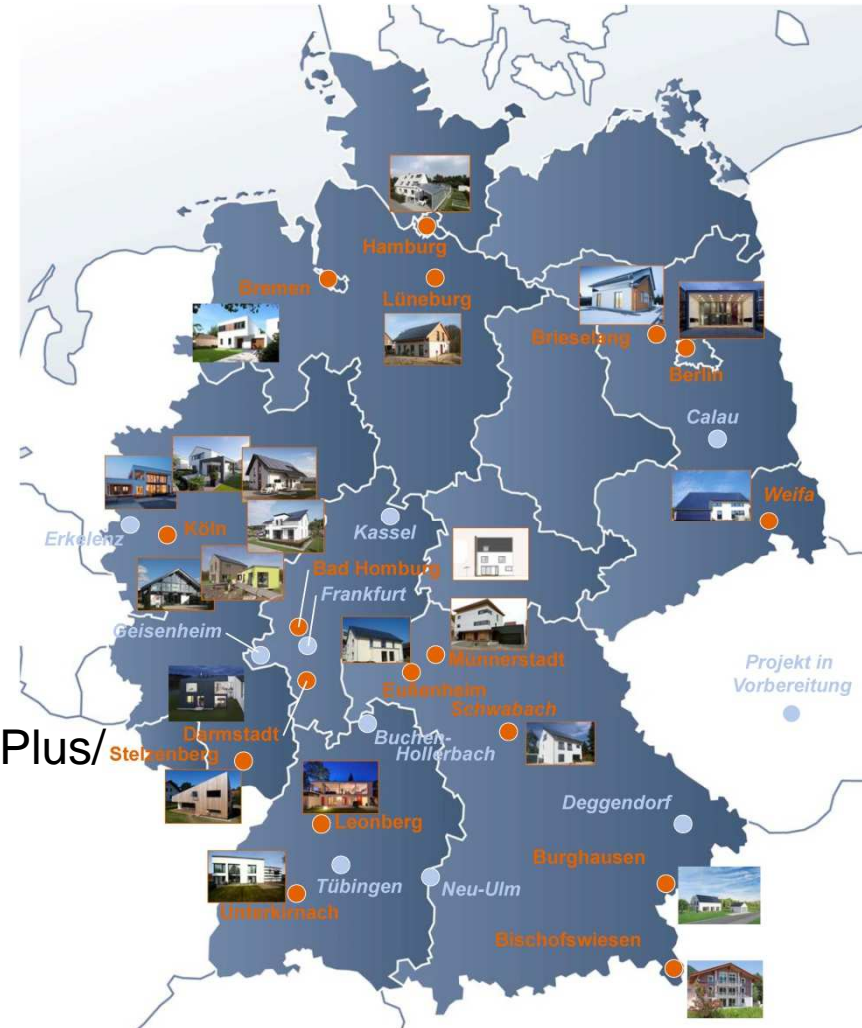 Hamburg
Bremen
Lüneburg
Brieselang
Berlin
Calau
Weifa
Erkelenz
Köln
Kassel
Bad Homburg
Frankfurt
Geisenheim
Münnerstadt
Eußenheim
Projekt in
Vorbereitung
Schwabach
Darmstadt
Buchen-
Hollerbach
Plus/
Stelzenberg
Deggendorf
Leonberg
Burghausen
Tübingen
Neu-Ulm
Unterkirnach
Bischofswiesen